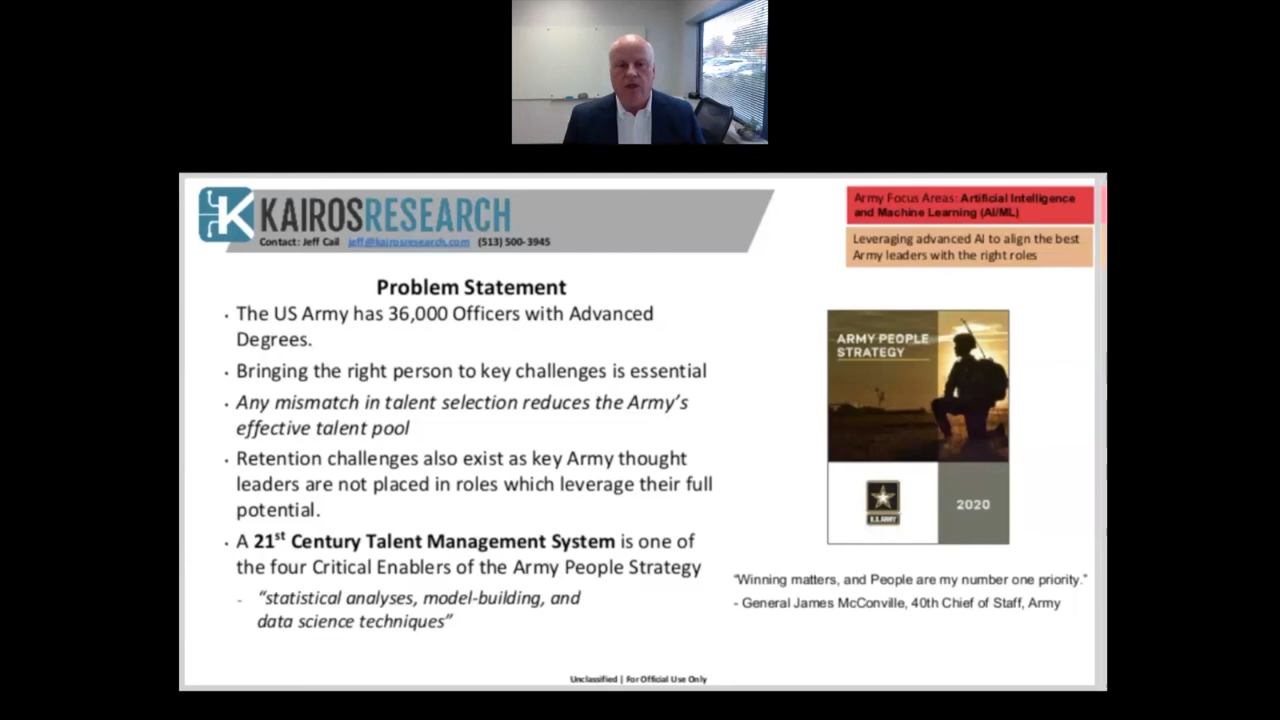 KAIROSRESEARCH
Contact: Jeff Cail jeff@kairosresearch.com (513) 500-3945
Army Focus Areas: Artificial Intelligence
and Machine Learning (AI/ML)
Leveraging advanced AI to align the best
Army leaders with the right roles
Problem Statement
· The US Army has 36,000 Officers with Advanced
Degrees.
· Bringing the right person to key challenges is essential
· Any mismatch in talent selection reduces the Army's
effective talent pool
· Retention challenges also exist as key Army thought
leaders are not placed in roles which leverage their full
potential.
· A 21st Century Talent Management System is one of
the four Critical Enablers of the Army People Strategy
- “statistical analyses, model-building, and
data science techniques”
ARMY PEOPLE
STRATEGY
U.S. ARMY
2020
“Winning matters, and People are my number one priority.”
- General James McConville, 40th Chief of Staff, Army
Unclassified | For Official Use Only